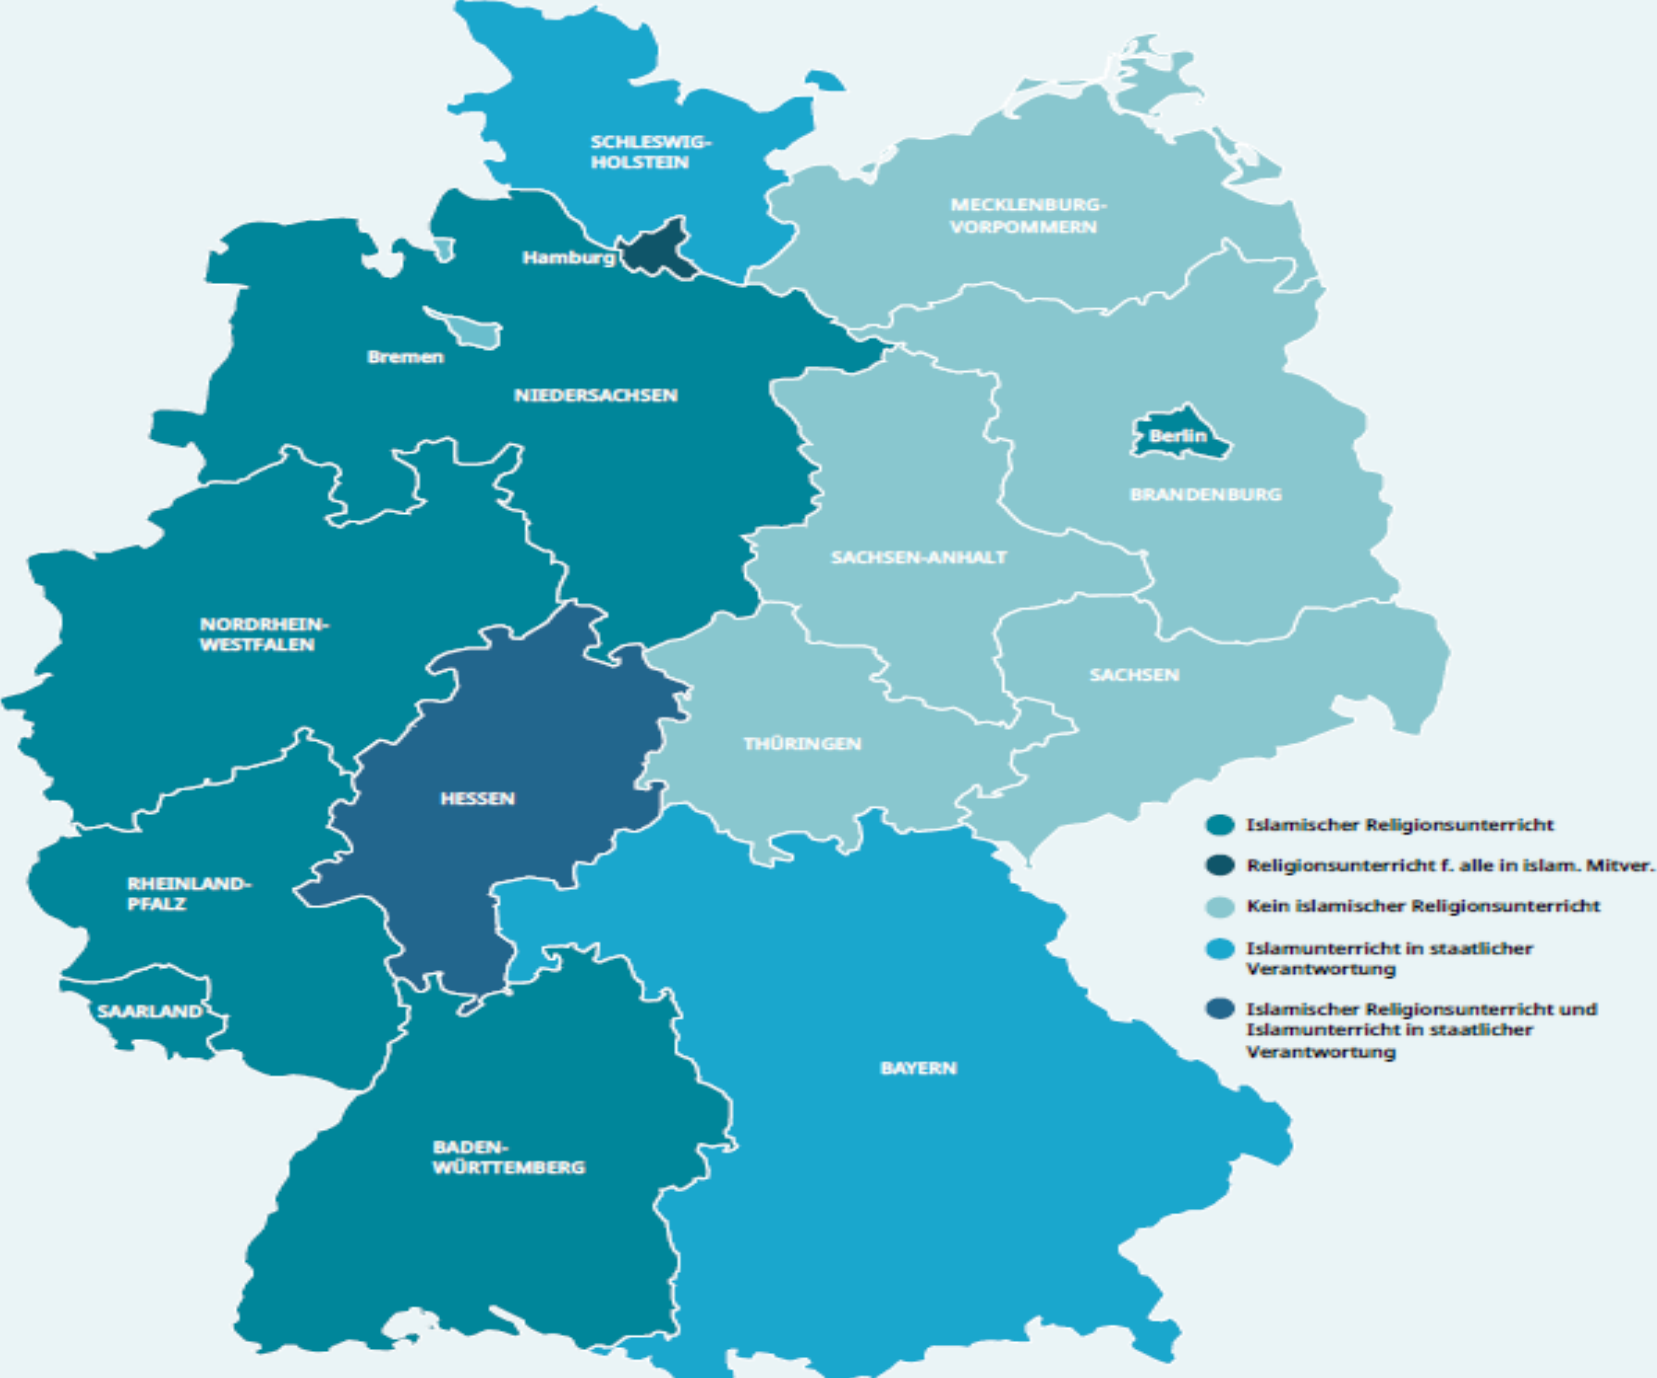 SCHLESWIG-
HOLSTEIN
MECKLENBURG-
VORPOMMERN
Hamburg
Bremen
NIEDERSACHSEN
Berlin
BRANDENBURG
SACHSEN-ANHALT
NORDRHEIN-
WESTFALEN
SACHSEN
THÜRINGEN
HESSEN
RHEINLAND-
PFALZ
SAARLAND
BAYERN
BADEN-
WÜRTTEMBERG
Islamischer Religionsunterricht
Religionsunterricht f. alle in islam. Mitver.
Kein islamischer Religionsunterricht
Islamunterricht in staatlicher
Verantwortung
Islamischer Religionsunterricht und
Islamunterricht in staatlicher
Verantwortung